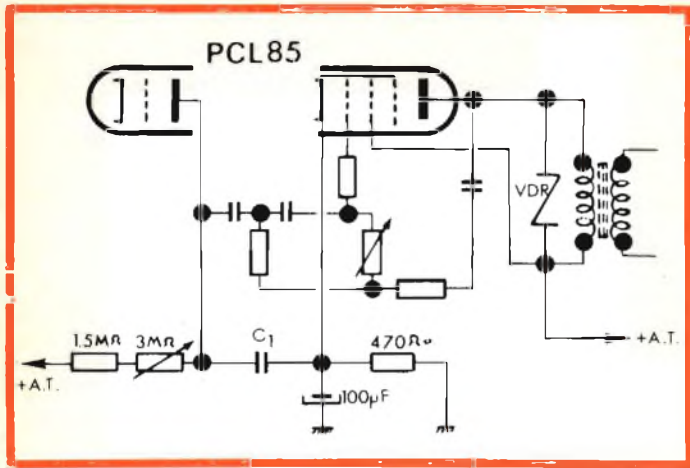 PCL85
VDR
1.5MΩ 3MΩ C1 470Ω
+A.T.
+A.T.
100µF